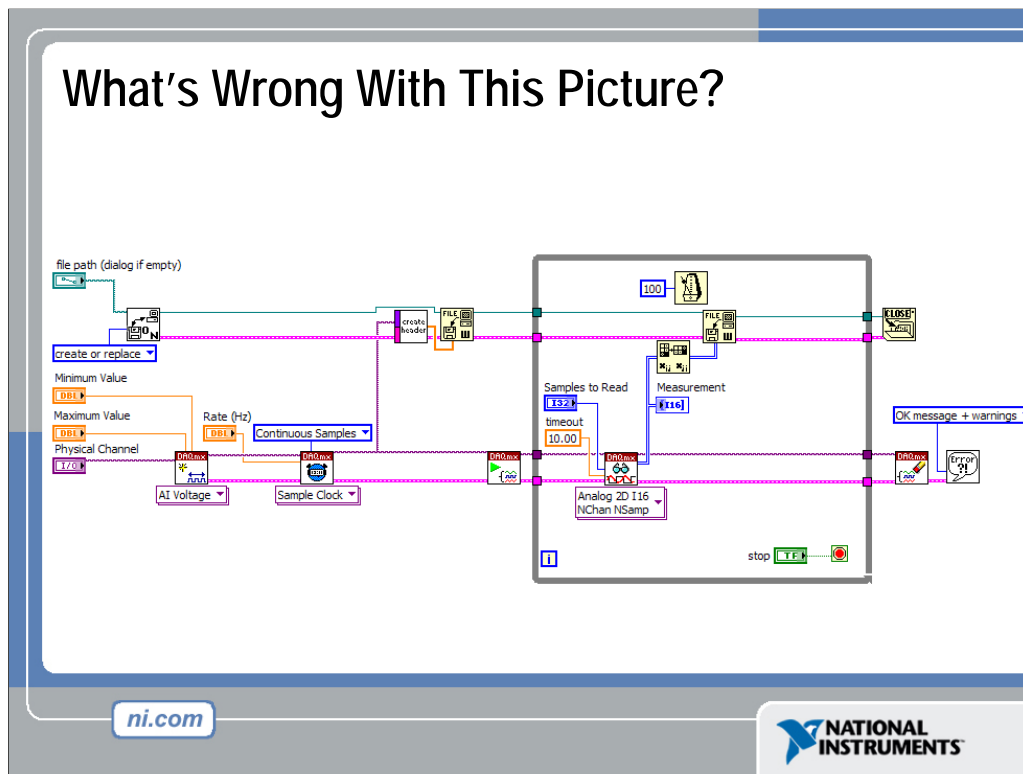 What's Wrong With This Picture?
file path (dialog if empty)
create or replace
Minimum Value
DBL
Maximum Value
DBL
Physical Channel
I/O
Rate (Hz)
DBL
Continuous Samples
DAQmx
AI Voltage
DAQmx
Sample Clock
create
header
FILE
DAQmx
100
FILE
Samples to Read
I32
timeout
10.00
Measurement
[I16]
DAQmx
Analog 2D I16
NChan NSamp
i
stop
TF
CLOSE
OK message + warnings
DAQmx
Error
?!
ni.com
NATIONAL
INSTRUMENTS™